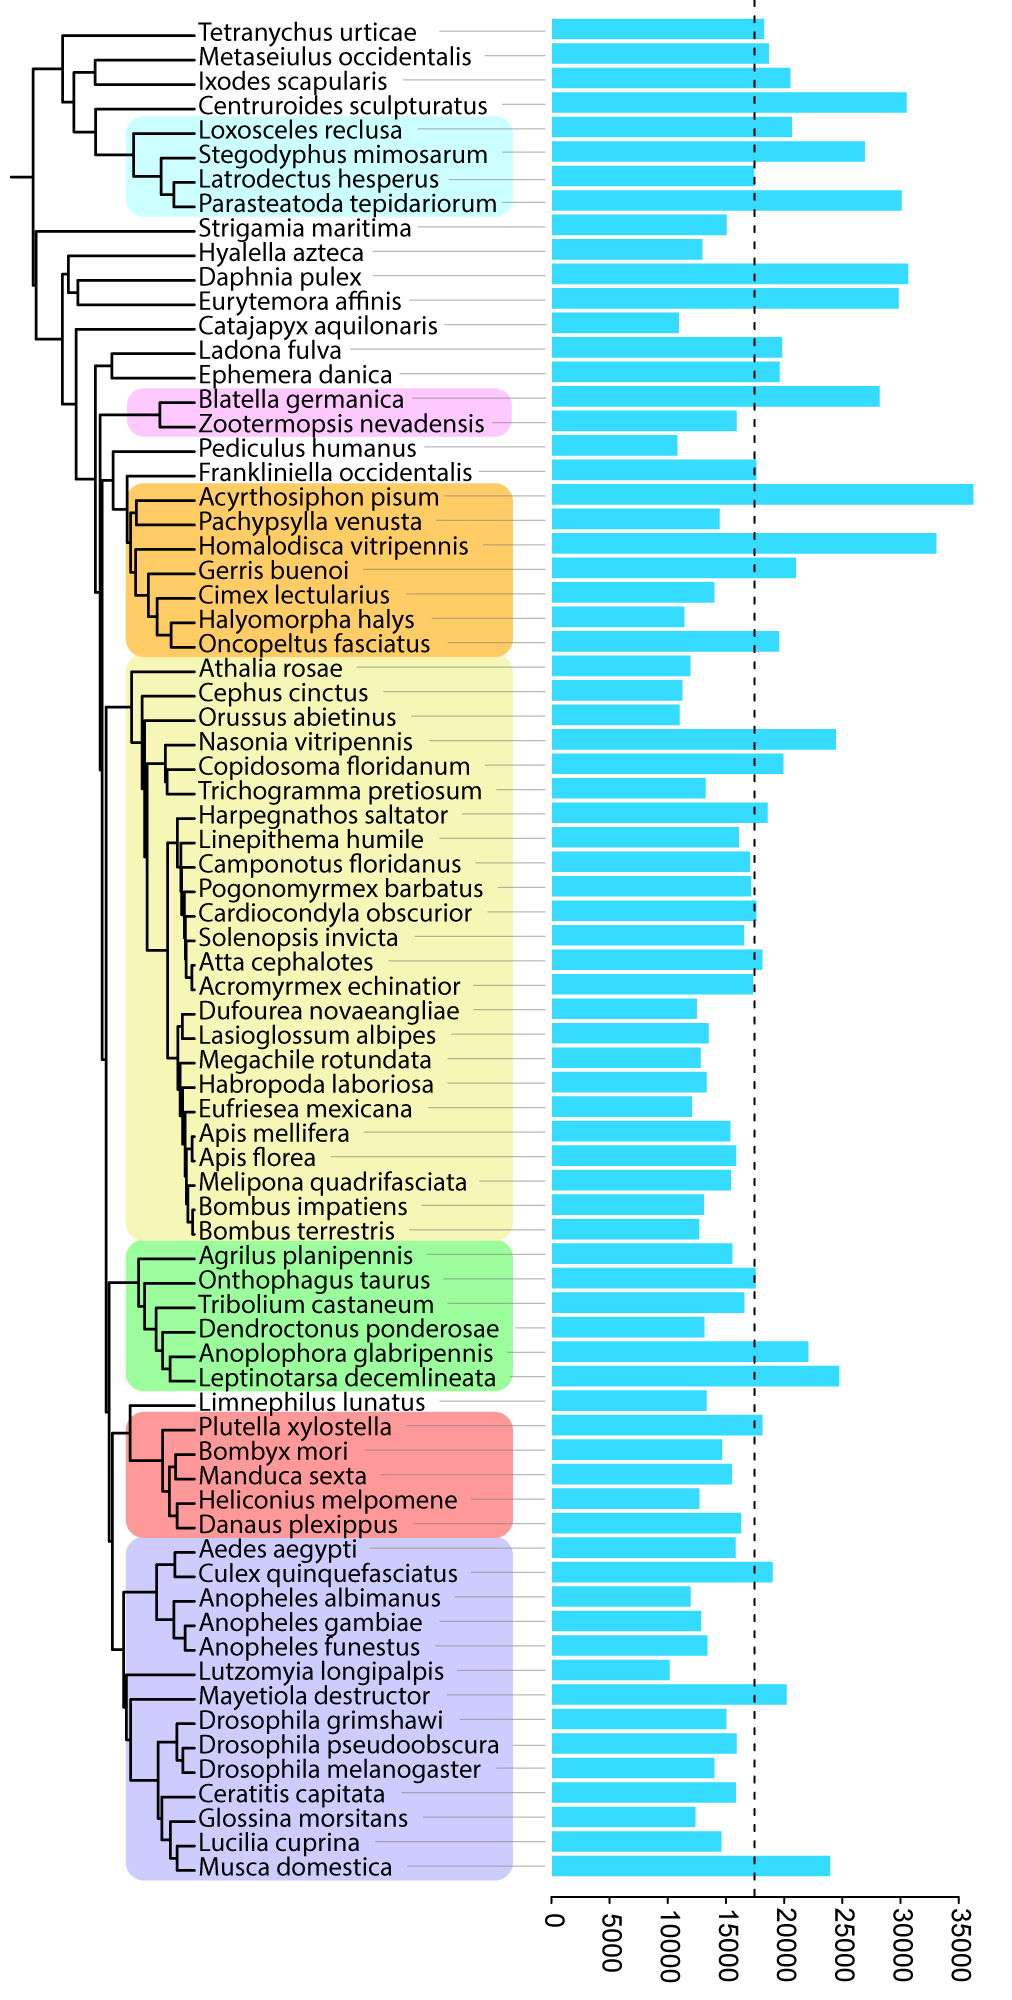 Tetranychus urticae
Metaseiulus occidentalis
Ixodes scapularis
Centruroides sculpturatus
Loxosceles reclusa
Stegodyphus mimosarum
Latrodectus hesperus
Parasteatoda tepidariorum
Strigamia maritima
Hyalella azteca
Daphnia pulex
Eurytemora affinis
Catajapyx aquilonaris
Ladona fulva
Ephemera danica
Blatella germanica
Zootermopsis nevadensis
Pediculus humanus
Frankliniella occidentalis
Acyrthosiphon pisum
Pachypsylla venusta
Homalodisca vitripennis
Gerris buenoi
Cimex lectularius
Halyomorpha halys
Oncopeltus fasciatus
Athalia rosae
Cephus cinctus
Orussus abietinus
Nasonia vitripennis
Copidosoma floridanum
Trichogramma pretiosum
Harpegnathos saltator
Linepithema humile
Camponotus floridanus
Pogonomyrmex barbatus
Cardiocondyla obscurior
Solenopsis invicta
Atta cephalotes
Acromyrmex echinatior
Dufourea novaeangliae
Lasioglossum albipes
Megachile rotundata
Habropoda laboriosa
Eufriesea mexicana
Apis mellifera
Apis florea
Melipona quadrifasciata
Bombus impatiens
Bombus terrestris
Agrilus planipennis
Onthophagus taurus
Tribolium castaneum
Dendroctonus ponderosae
Anoplophora glabripennis
Leptinotarsa decemlineata
Limnephilus lunatus
Plutella xylostella
Bombyx mori
Manduca sexta
Heliconius melpomene
Danaus plexippus
Aedes aegypti
Culex quinquefasciatus
Anopheles albimanus
Anopheles gambiae
Anopheles funestus
Lutzomyia longipalpis
Mayetiola destructor
Drosophila grimshawi
Drosophila pseudoobscura
Drosophila melanogaster
Ceratitis capitata
Glossina morsitans
Lucilia cuprina
Musca domestica
0
5000
10000
15000
20000
25000
30000
35000